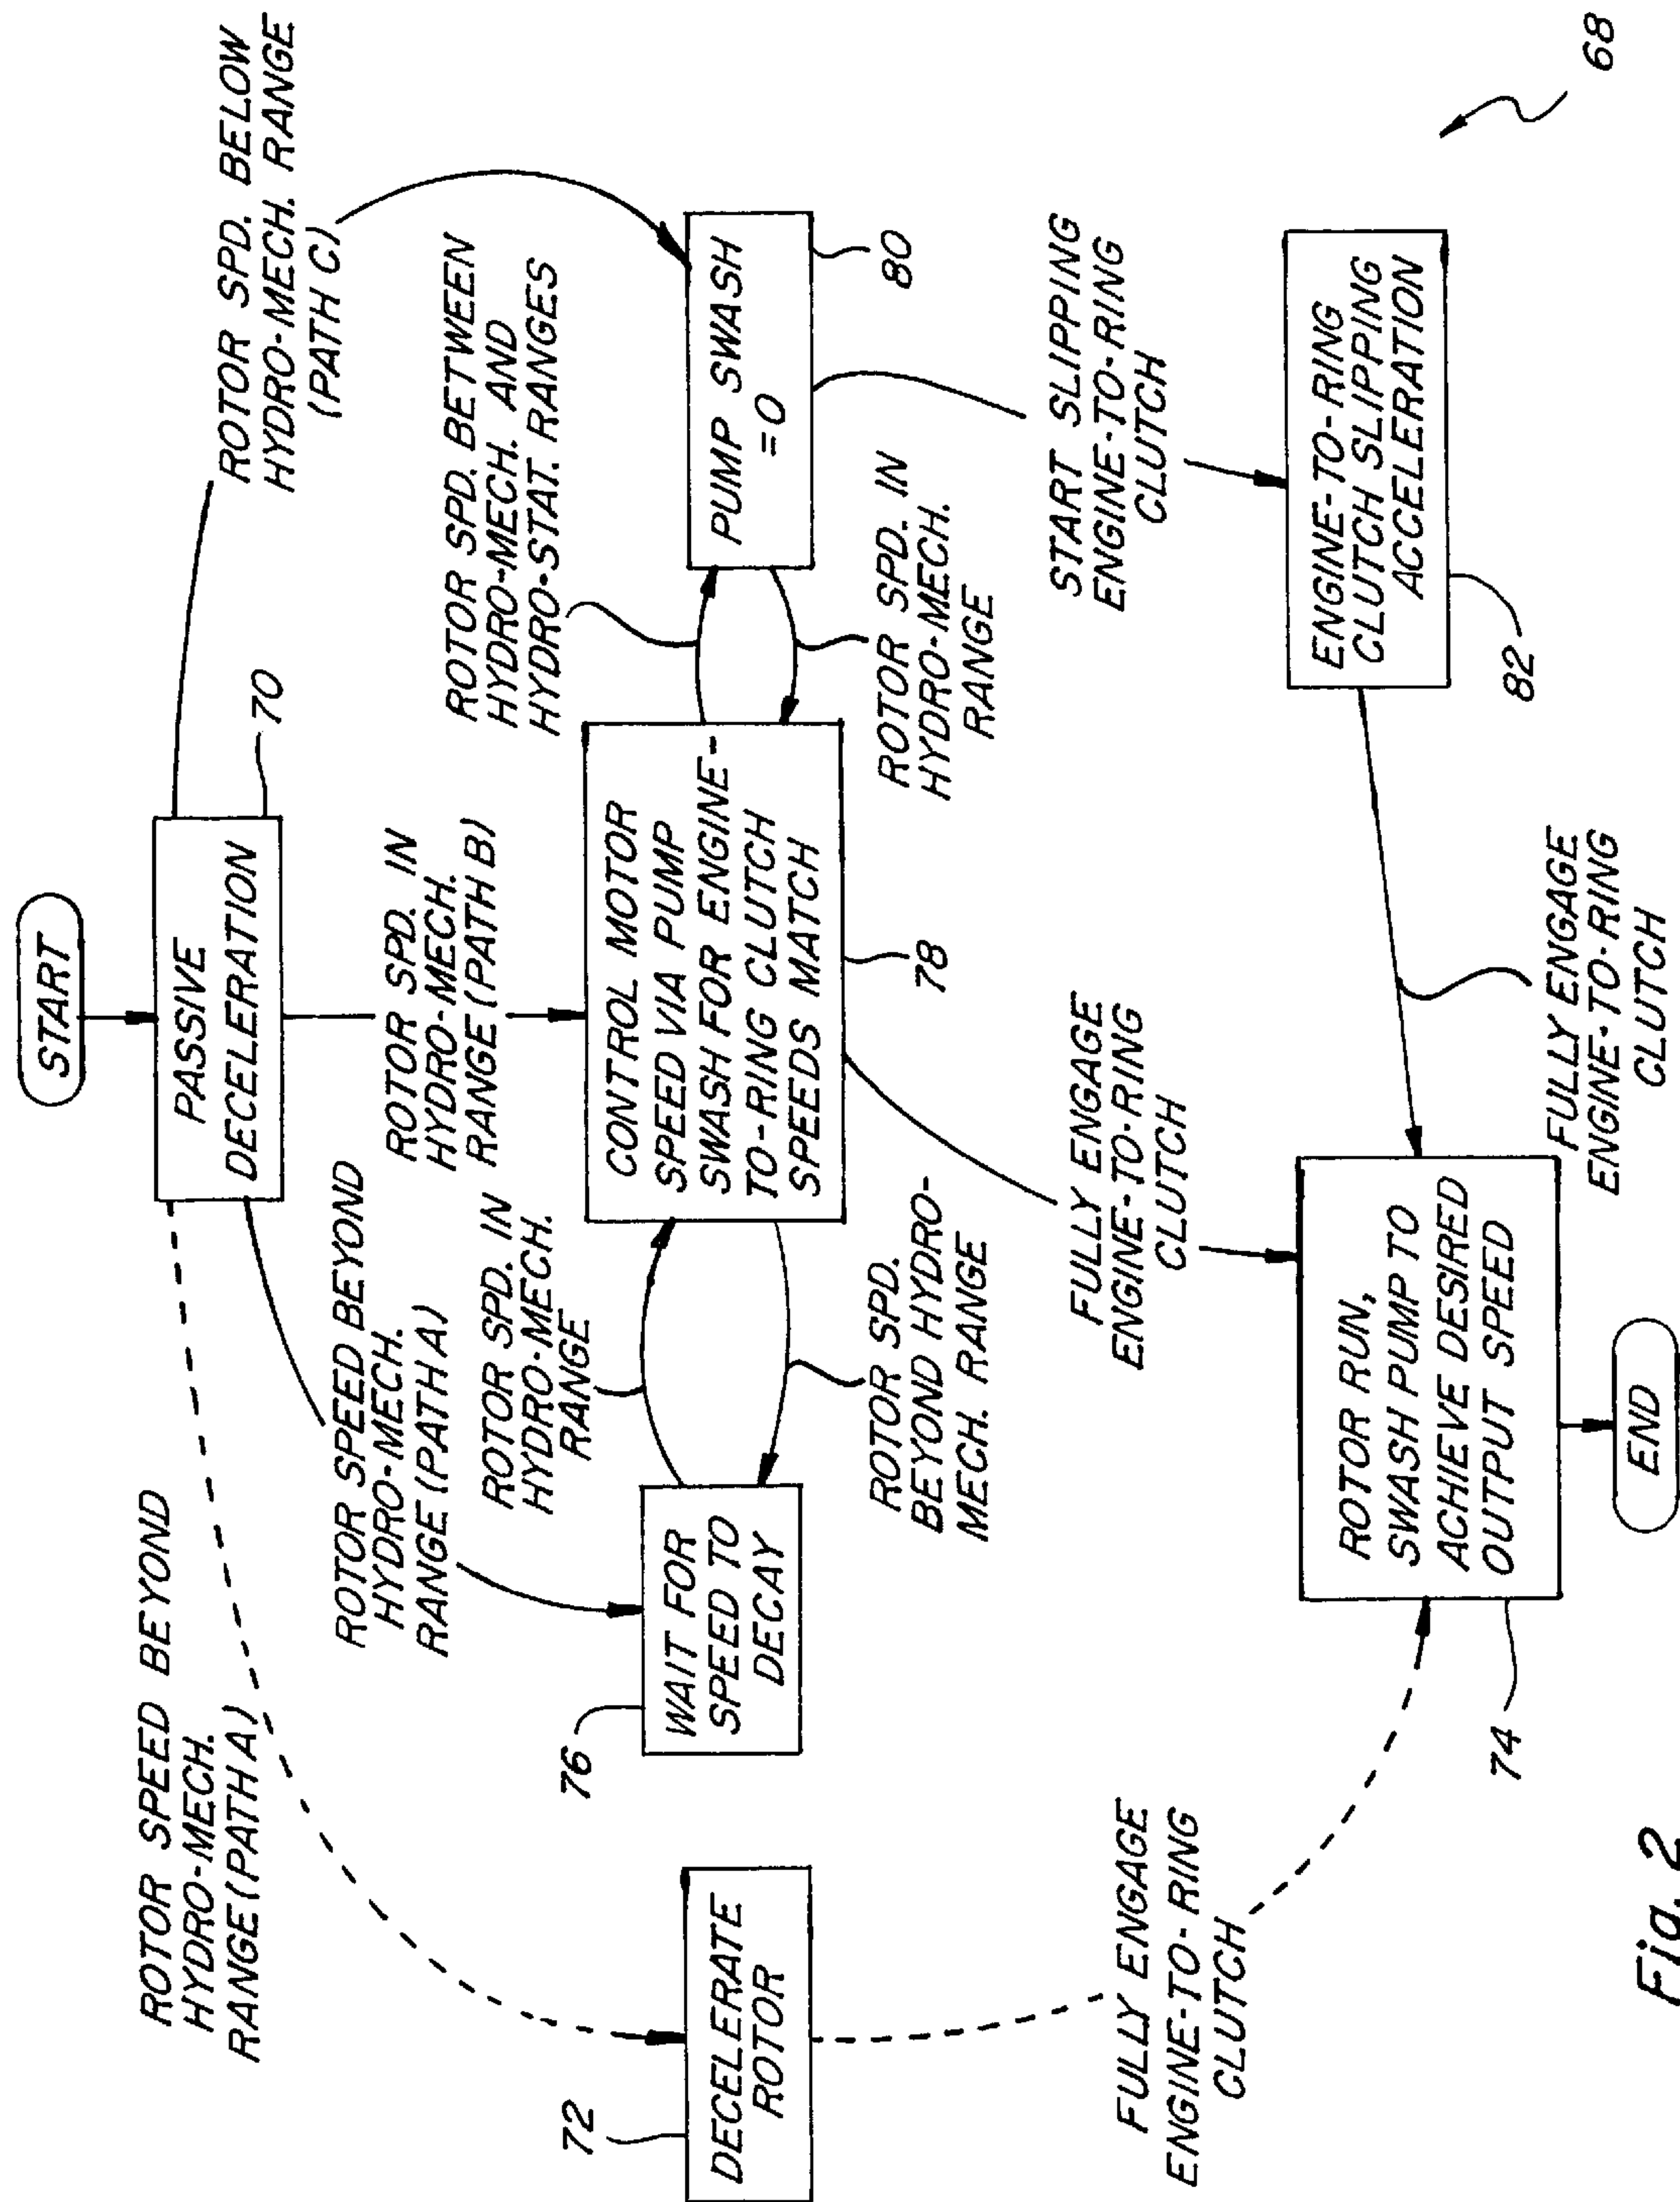 START
PASSIVE
DECELERATION
70
ROTOR SPEED BEYOND
HYDRO-MECH.
RANGE (PATH A)
ROTOR SPEED BEYOND
HYDRO-MECH.
RANGE (PATH A)
ROTOR SPD. IN
HYDRO-MECH.
RANGE (PATH B)
ROTOR SPD. BELOW
HYDRO-MECH. RANGE
(PATH C)
72
DECELERATE
ROTOR
76
WAIT FOR
SPEED TO
DECAY
ROTOR SPD. IN
HYDRO-MECH.
RANGE
ROTOR SPD.
BEYOND HYDRO-
MECH. RANGE
CONTROL MOTOR
SPEED VIA PUMP
SWASH FOR ENGINE-
TO-RING CLUTCH
SPEEDS MATCH
78
ROTOR SPD. BETWEEN
HYDRO-MECH. AND
HYDRO-STAT. RANGES
ROTOR SPD. IN
HYDRO-MECH.
RANGE
PUMP SWASH
=0
80
FULLY ENGAGE
ENGINE-TO-RING
CLUTCH
FULLY ENGAGE
ENGINE-TO-RING
CLUTCH
START SLIPPING
ENGINE-TO-RING
CLUTCH
74
ROTOR RUN,
SWASH PUMP TO
ACHIEVE DESIRED
OUTPUT SPEED
ENGINE-TO-RING
CLUTCH SLIPPING
ACCELERATION
82
FULLY ENGAGE
ENGINE-TO-RING
CLUTCH
END
68
Fig. 2